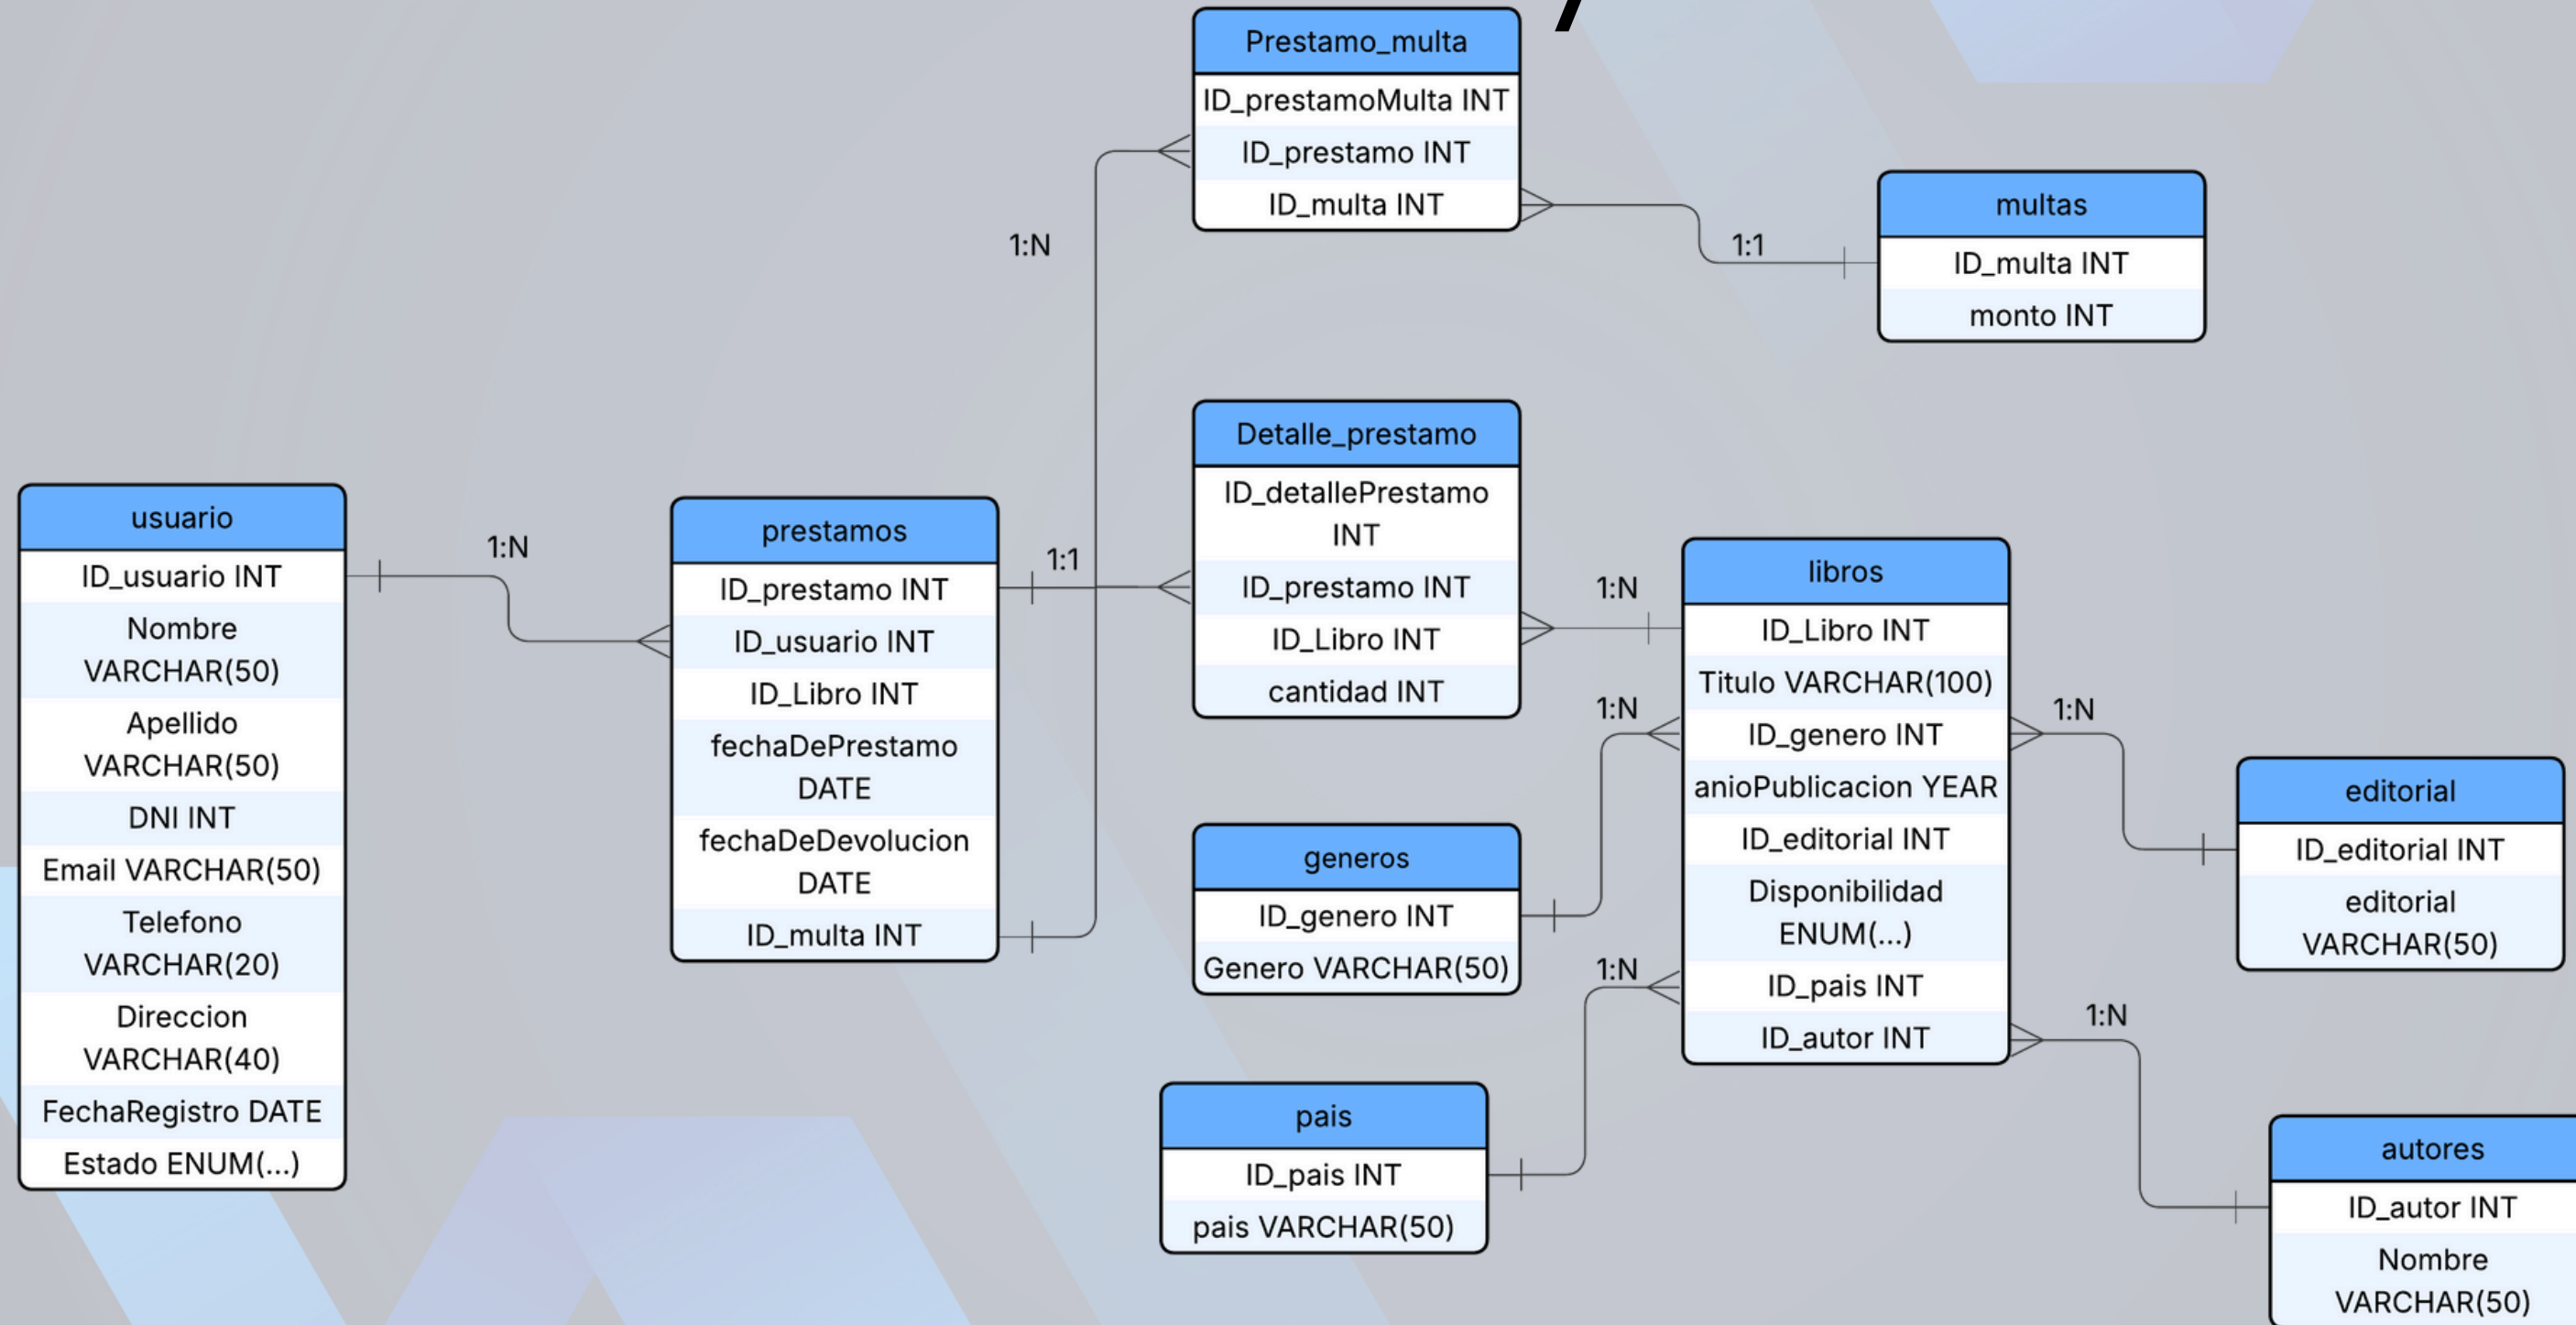 Prestamo_multa
ID_prestamoMulta INT
ID_prestamo INT
ID_multa INT
1:N
multas
ID_multa INT
monto INT
1:1
Detalle_prestamo
ID_detallePrestamo
INT
ID_prestamo INT
ID_Libro INT
cantidad INT
usuario
ID_usuario INT
Nombre
VARCHAR(50)
Apellido
VARCHAR(50)
DNI INT
Email VARCHAR(50)
Telefono
VARCHAR(20)
Direccion
VARCHAR(40)
FechaRegistro DATE
Estado ENUM(...)
1:N
prestamos
ID_prestamo INT
ID_usuario INT
ID_Libro INT
fechaDePrestamo
DATE
fechaDeDevolucion
DATE
ID_multa INT
1:1
1:N
libros
ID_Libro INT
Titulo VARCHAR(100)
ID_genero INT
anioPublicacion YEAR
ID_editorial INT
Disponibilidad
ENUM(...)
ID_pais INT
ID_autor INT
1:N
generos
ID_genero INT
Genero VARCHAR(50)
1:N
pais
ID_pais INT
pais VARCHAR(50)
1:N
editorial
ID_editorial INT
editorial
VARCHAR(50)
1:N
autores
ID_autor INT
Nombre
VARCHAR(50)